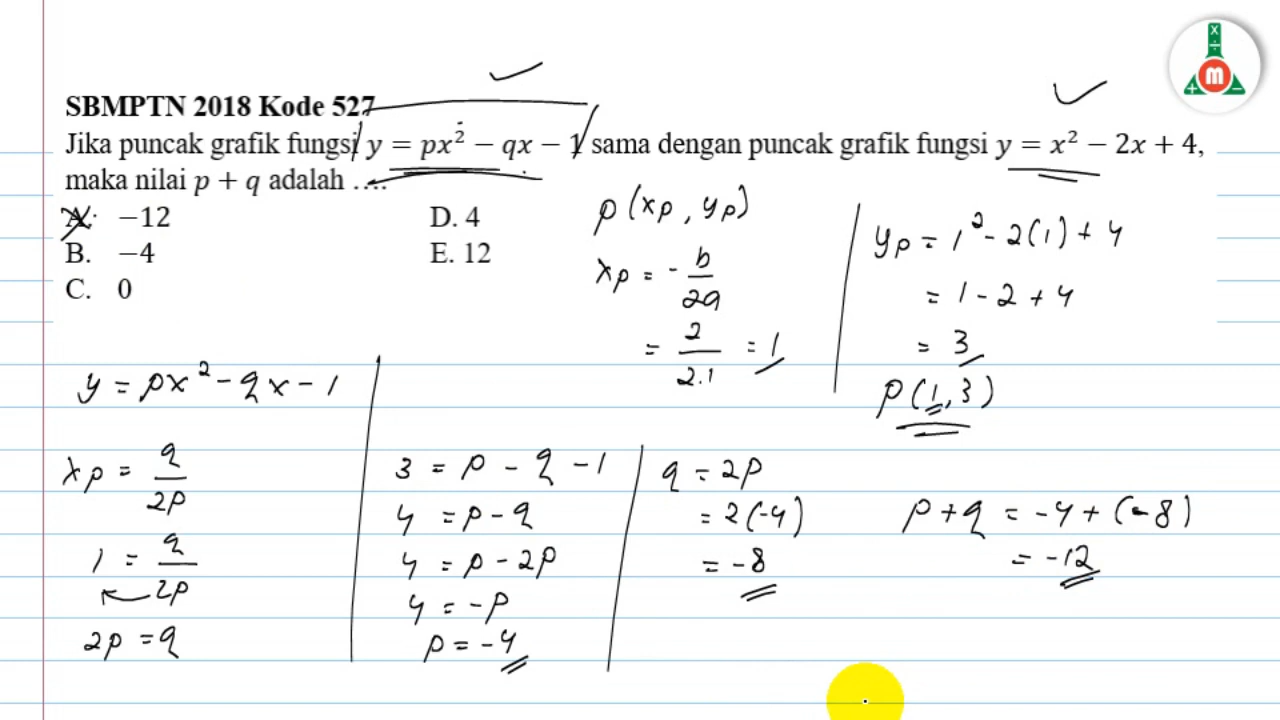 SBMPTN 2018 Kode 527
Jika puncak grafik fungsi y = px² − qx − 1 sama dengan puncak grafik fungsi y = x² − 2x + 4,
maka nilai p + q adalah ....
A. −12
B. −4
C. 0
D. 4
E. 12
p (xp, yp)
xp = - b/2a
= 2/2.1 = 1
yp = 1² - 2(1) + 4
= 1 - 2 + 4
= 3
P(1, 3)
y = px² - qx - 1
xp = q/2p
1 = q/2p
2p = q
3 = p - q - 1
4 = p - q
4 = p - 2p
4 = -p
p = -4
q = 2p
= 2(-4)
= -8
p + q = -4 + (-8)
= -12
x
÷
m
+
−